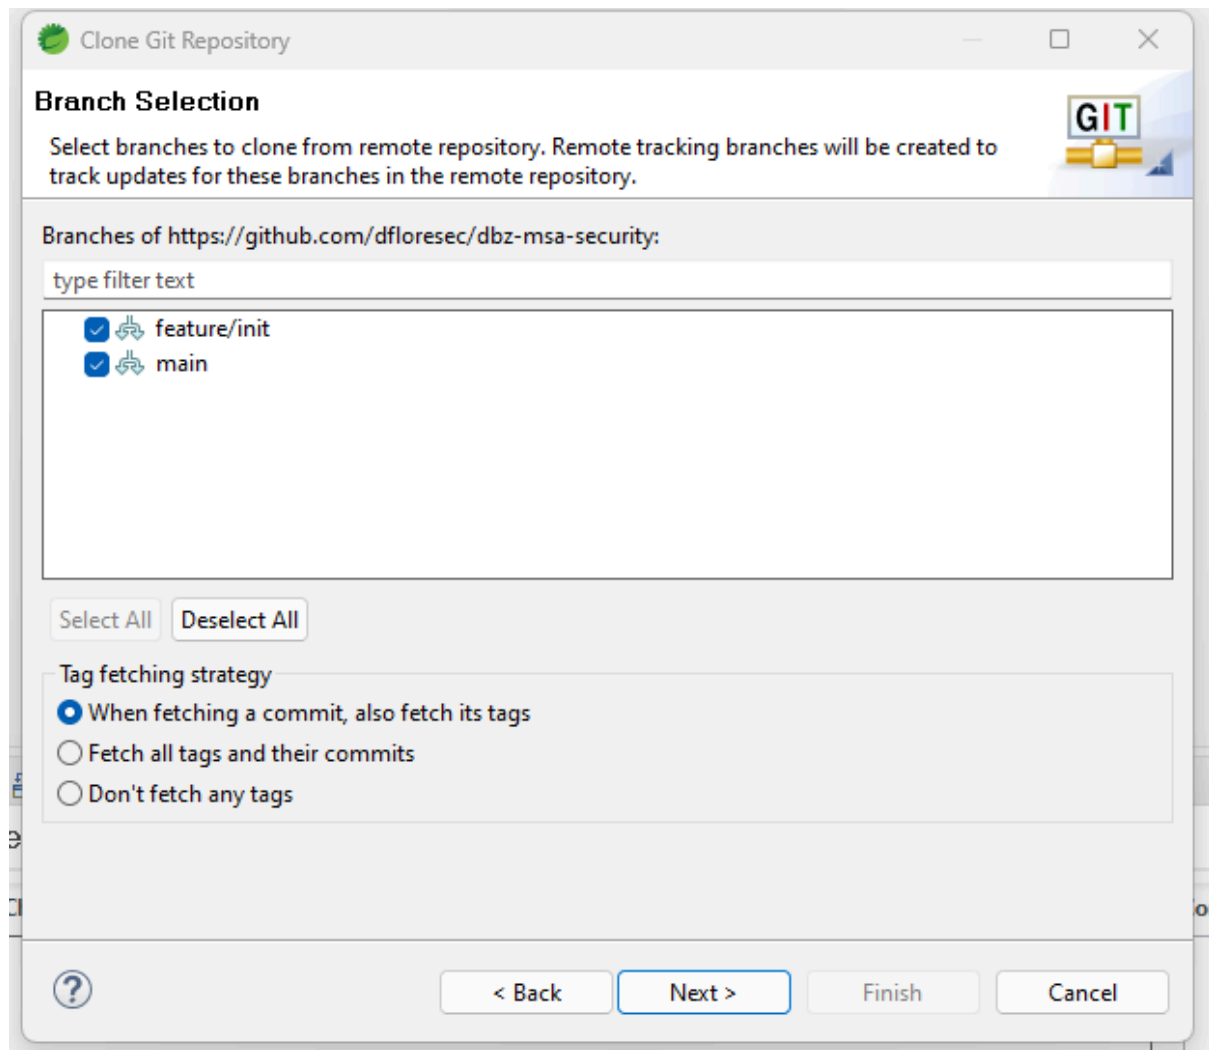 Clone Git Repository
Branch Selection
Select branches to clone from remote repository. Remote tracking branches will be created to
track updates for these branches in the remote repository.
GIT
Branches of https://github.com/dfloresec/dbz-msa-security:
type filter text
feature/init
main
Select All
Deselect All
Tag fetching strategy
When fetching a commit, also fetch its tags
Fetch all tags and their commits
Don't fetch any tags
?
< Back
Next >
Finish
Cancel